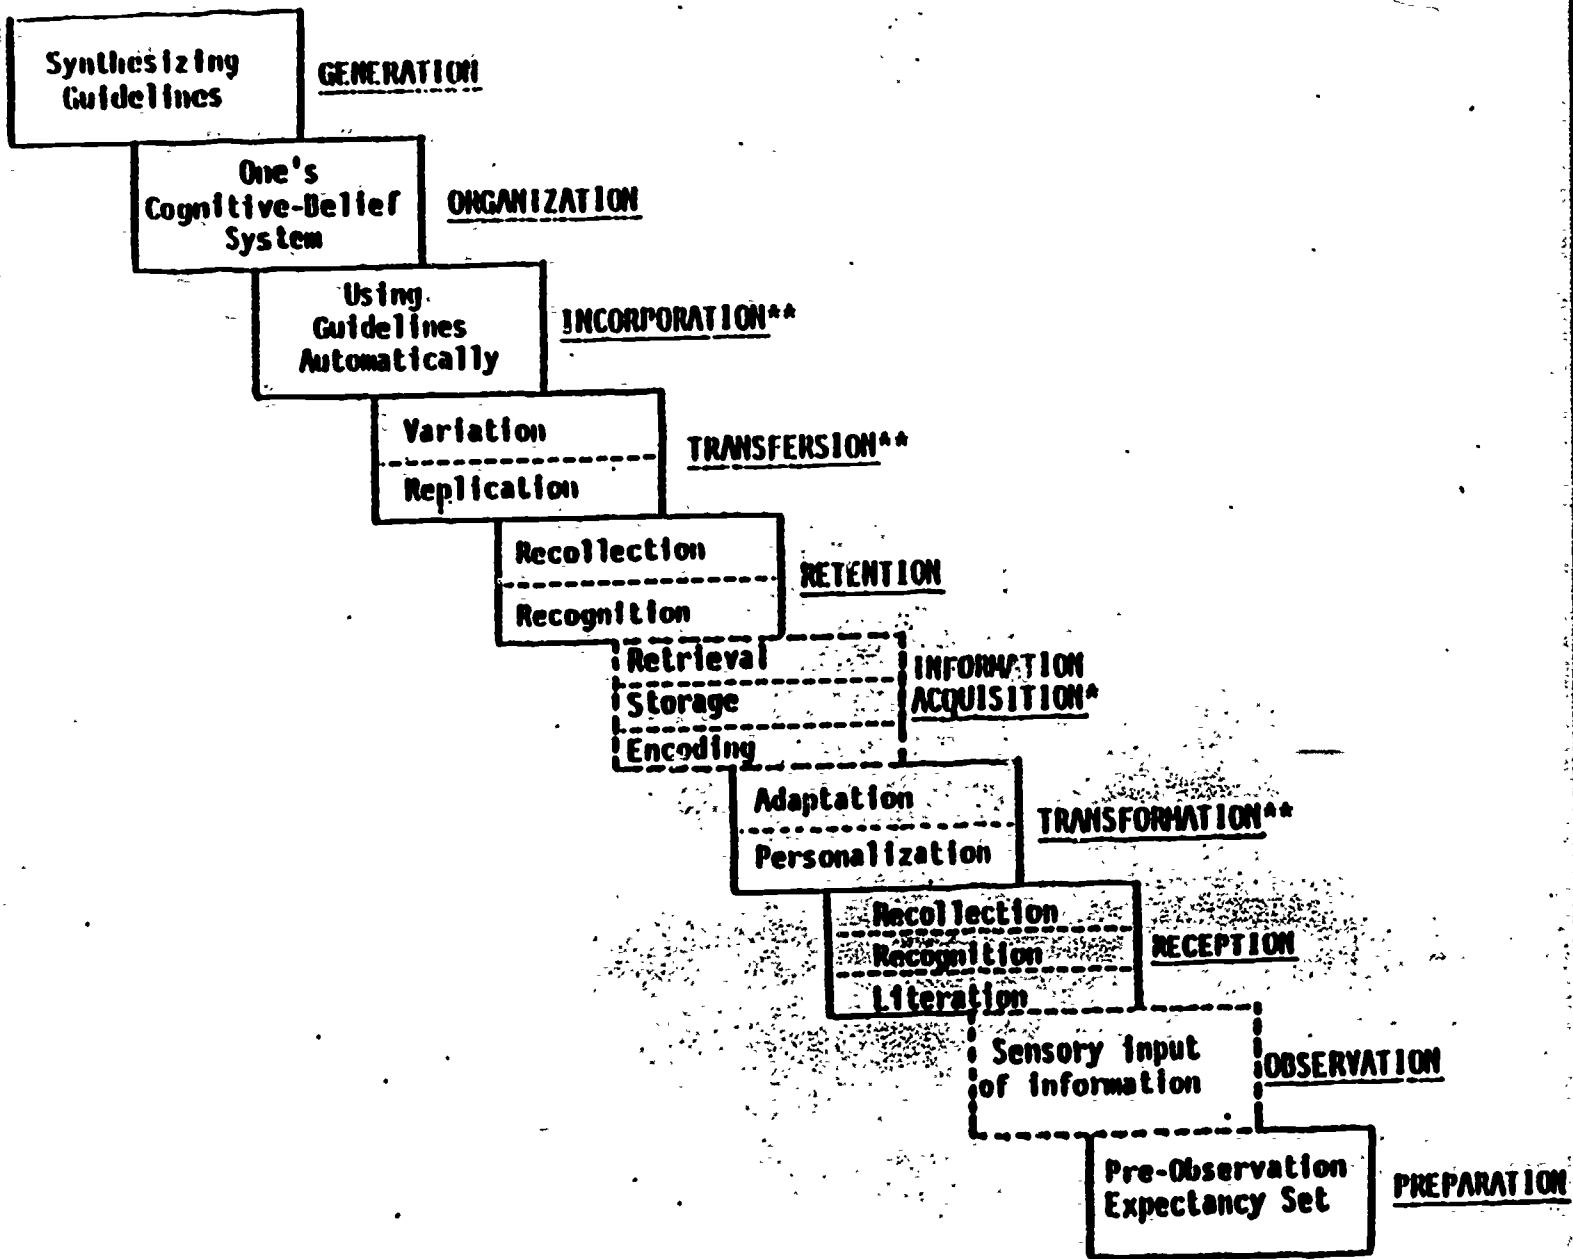 Synthesizing
Guidelines
GENERATION
One's
Cognitive-Belief
System
ORGANIZATION
Using
Guidelines
Automatically
INCORPORATION**
Variation
Replication
TRANSFERSION**
Recollection
Recognition
RETENTION
Retrieval
Storage
Encoding
INFORMATION
ACQUISITION*
Adaptation
Personalization
TRANSFORMATION**
Recollection
Recognition
Literation
RECEPTION
Sensory input
of information
OBSERVATION
Pre-Observation
Expectancy Set
PREPARATION